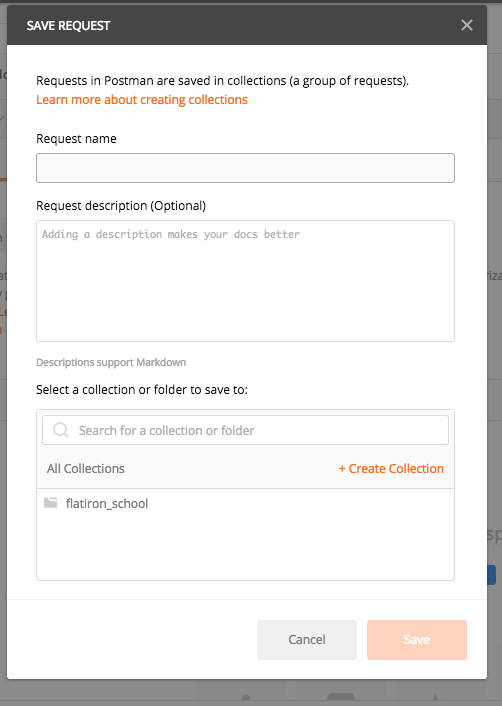 SAVE REQUEST
Requests in Postman are saved in collections (a group of requests).
Learn more about creating collections
Request name
Request description (Optional)
Adding a description makes your docs better
Descriptions support Markdown
Select a collection or folder to save to:
Search for a collection or folder
All Collections
+ Create Collection
flatiron_school
Cancel
Save